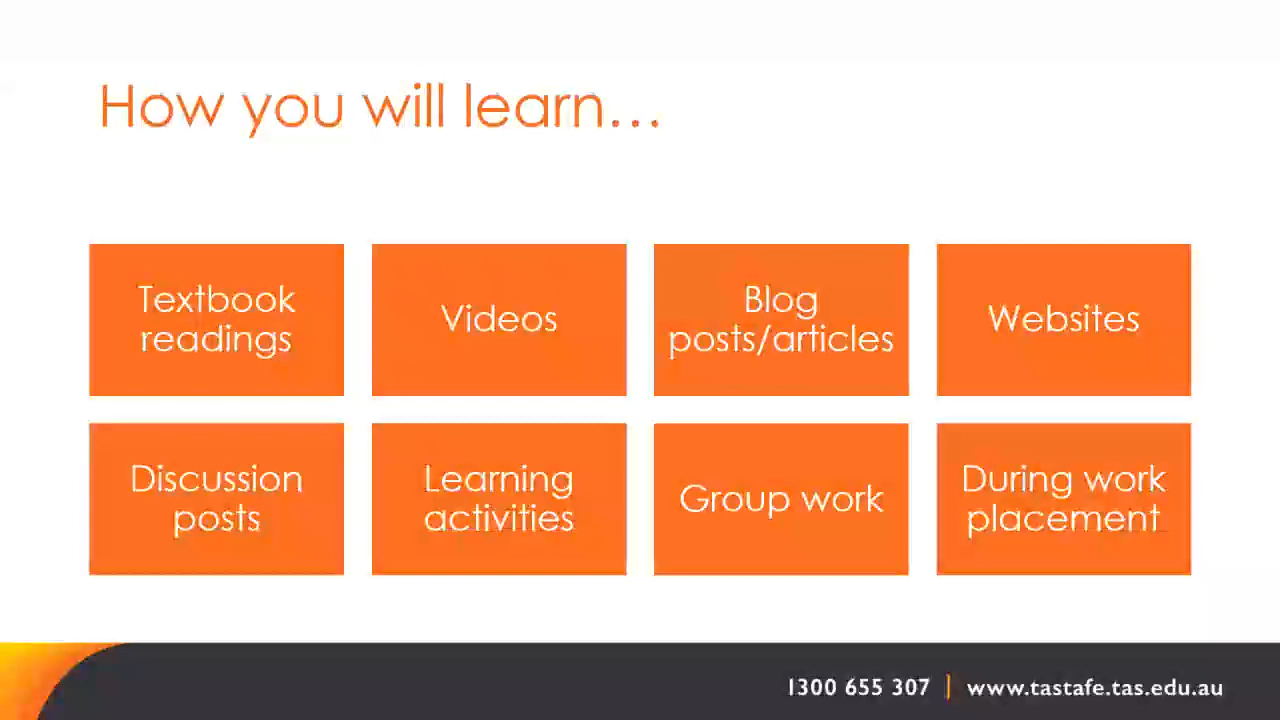 How you will learn...
Textbook
readings
Videos
Blog
posts/articles
Websites
Discussion
posts
Learning
activities
Group work
During work
placement
1300 655 307 | www.tastafe.tas.edu.au